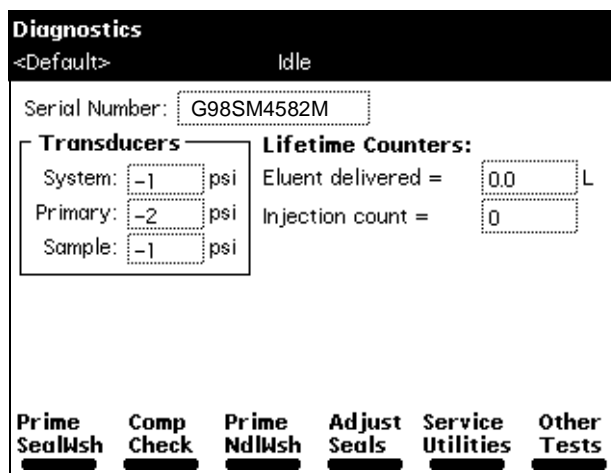 Diagnostics
<Default> Idle
Serial Number: G98SM4582M
Transducers
System: -1 psi
Primary: -2 psi
Sample: -1 psi
Lifetime Counters:
Eluent delivered = 0.0 L
Injection count = 0
Prime SealWsh
Comp Check
Prime NdlWsh
Adjust Seals
Service Utilities
Other Tests